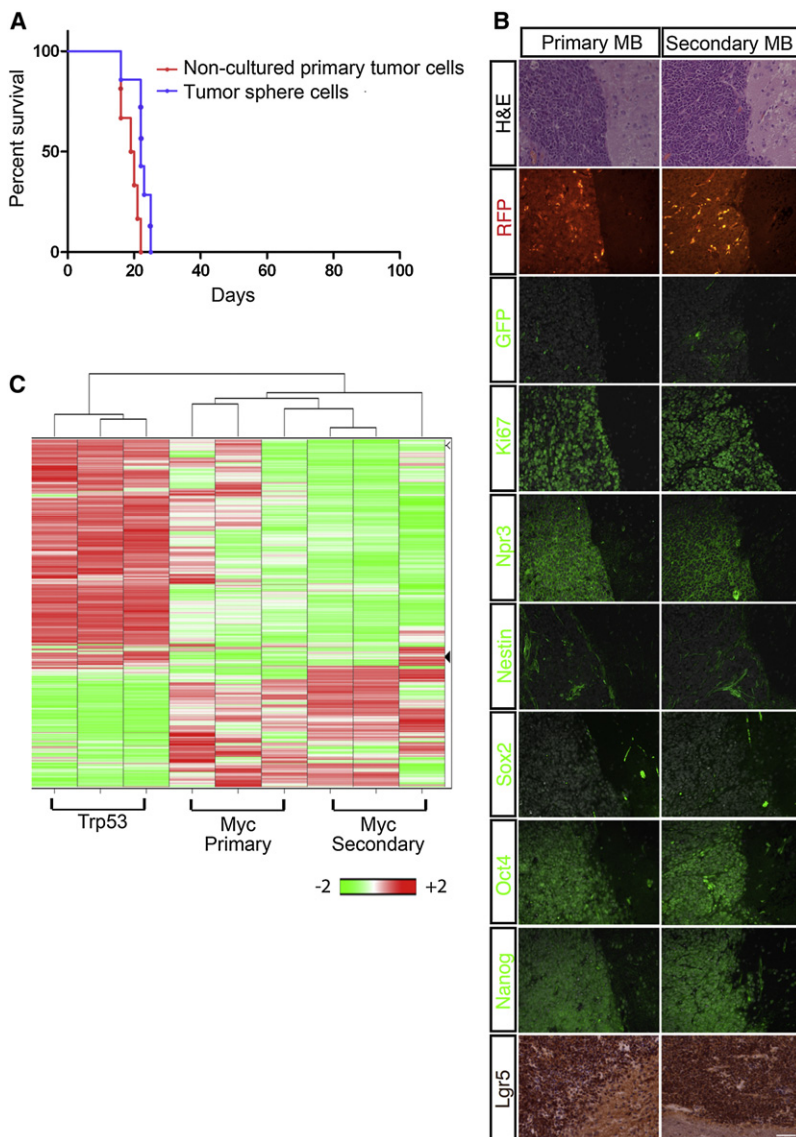 A
Percent survival
100
50
0
Non-cultured primary tumor cells
Tumor sphere cells
0
20
40
60
80
100
Days
B
Primary MB
Secondary MB
H&E
RFP
GFP
Ki67
Npr3
Nestin
Sox2
Oct4
Nanog
Lgr5
C
Trp53
Myc
Primary
Myc
Secondary
-2
+2